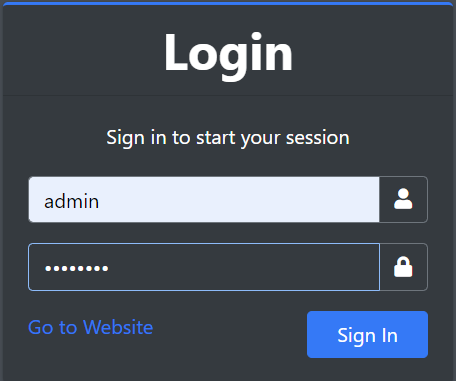 Login
Sign in to start your session
admin
••••••••
Go to Website
Sign In